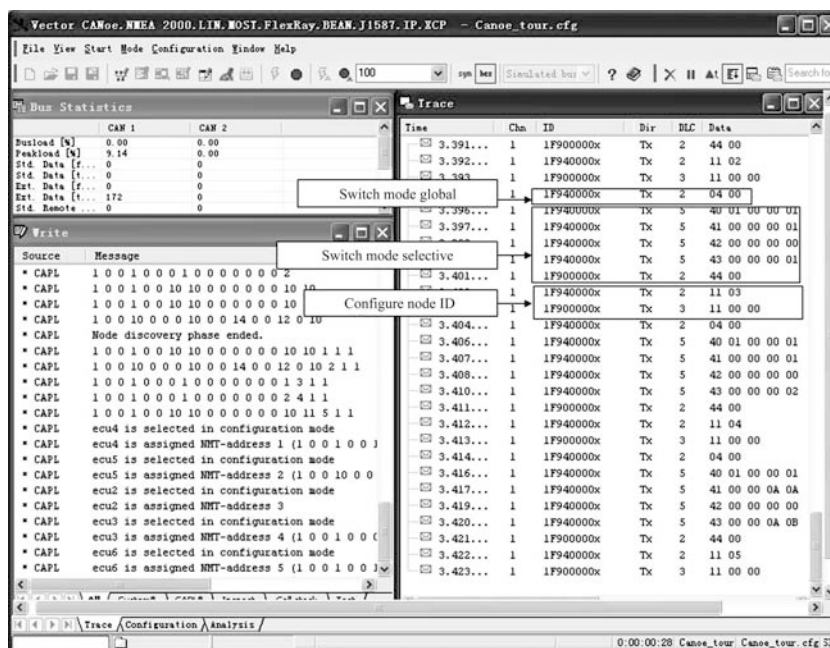 Vector CANoe.NMEA 2000.LIN.MOST.FlexRay.BEAN.J1587.IP.XCP - Canoe_tour.cfg
File View Start Mode Configuration Window Help
100 sym hex Simulated bus Search
Bus Statistics
CAN 1 CAN 2
Busload [%] 0.00 0.00
Peakload [%] 9.14 0.00
Std. Data [f... 0 0
Std. Data [t... 0 0
Ext. Data [f... 0 0
Ext. Data [t... 172 0
Std. Remote ... 0 0
Write
Source Message
* CAPL 1 0 0 1 0 0 0 1 0 0 0 0 0 0 0 2
* CAPL 1 0 0 1 0 0 10 10 0 0 0 0 0 0 0 10 10
* CAPL 1 0 0 1 0 0 10 10 0 0 0 0 0 0 0 10
* CAPL 1 0 0 10 0 0 10 0 0 14 0 0 12 0 10
* CAPL Node discovery phase ended.
* CAPL 1 0 0 1 0 0 10 10 0 0 0 0 0 0 0 10 10 1 1 1
* CAPL 1 0 0 10 0 0 10 0 0 14 0 0 12 0 10 2 1 1
* CAPL 1 0 0 1 0 0 0 1 0 0 0 0 0 0 0 1 3 1 1
* CAPL 1 0 0 1 0 0 0 1 0 0 0 0 0 0 0 2 4 1 1
* CAPL 1 0 0 1 0 0 10 10 0 0 0 0 0 0 0 10 11 5 1 1
* CAPL ecu4 is selected in configuration mode
* CAPL ecu4 is assigned NMT-address 1 (1 0 0 1 0 0
* CAPL ecu5 is selected in configuration mode
* CAPL ecu5 is assigned NMT-address 2 (1 0 0 10 0 0
* CAPL ecu2 is selected in configuration mode
* CAPL ecu2 is assigned NMT-address 3
* CAPL ecu3 is selected in configuration mode
* CAPL ecu3 is assigned NMT-address 4 (1 0 0 1 0 0
* CAPL ecu6 is selected in configuration mode
* CAPL ecu6 is assigned NMT-address 5 (1 0 0 1 0 0
Trace
Time Chn ID Dir DLC Data
3.391... 1 1F900000x Tx 2 44 00
3.392... 1 1F940000x Tx 2 11 02
3.393 1 1F900000x Tx 3 11 00 00
Switch mode global
1 1F940000x Tx 2 04 00
3.396... 1 1F940000x Tx 5 40 01 00 00 01
3.397... 1 1F940000x Tx 5 41 00 00 00 01
1 1F940000x Tx 5 42 00 00 00 00
Switch mode selective
1 1F940000x Tx 5 43 00 00 00 01
3.401... 1 1F900000x Tx 2 44 00
Configure node ID
1 1F940000x Tx 2 11 03
1 1F900000x Tx 3 11 00 00
3.404... 1 1F940000x Tx 2 04 00
3.406... 1 1F940000x Tx 5 40 01 00 00 01
3.407... 1 1F940000x Tx 5 41 00 00 00 01
3.408... 1 1F940000x Tx 5 42 00 00 00 00
3.410... 1 1F940000x Tx 5 43 00 00 00 02
3.411... 1 1F900000x Tx 2 44 00
3.412... 1 1F940000x Tx 2 11 04
3.413... 1 1F900000x Tx 3 11 00 00
3.414... 1 1F940000x Tx 2 04 00
3.416... 1 1F940000x Tx 5 40 01 00 00 01
3.417... 1 1F940000x Tx 5 41 00 00 0A 0A
3.419... 1 1F940000x Tx 5 42 00 00 00 00
3.420... 1 1F940000x Tx 5 43 00 00 0A 0B
3.421... 1 1F900000x Tx 2 44 00
3.422... 1 1F940000x Tx 2 11 05
3.423... 1 1F900000x Tx 3 11 00 00
Trace Configuration Analysis
0:00:00:28 Canoe_tour Canoe_tour.cfg